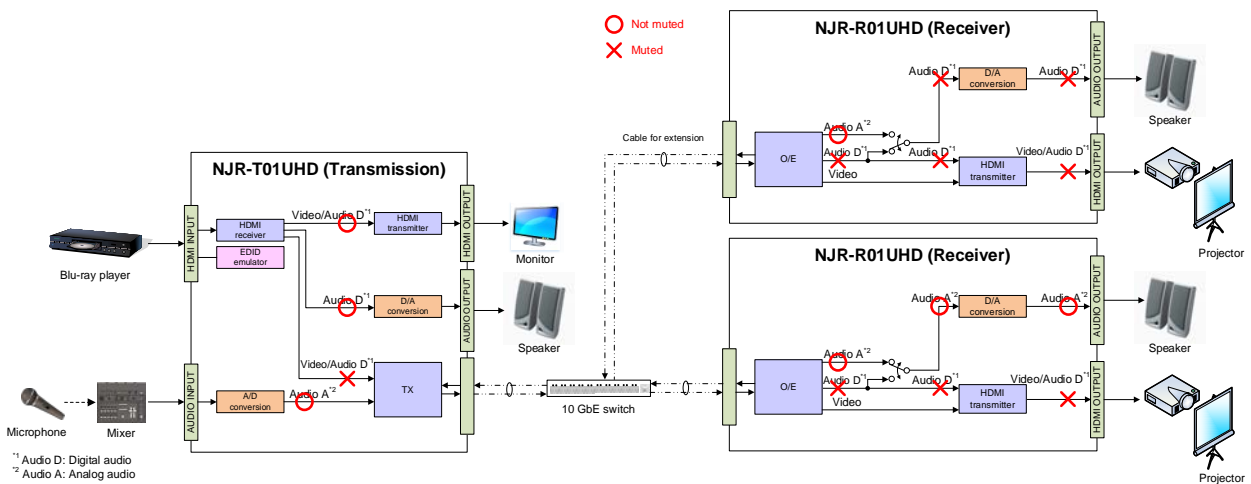 Not muted
Muted
NJR-T01UHD (Transmission)
HDMI INPUT
HDMI
receiver
EDID
emulator
Video/Audio D*1
HDMI
transmitter
HDMI OUTPUT
Blu-ray player
Monitor
Audio D*1
D/A
conversion
AUDIO OUTPUT
Speaker
Video/Audio D*1
TX
AUDIO INPUT
A/D
conversion
Audio A*2
Microphone
Mixer
*1 Audio D: Digital audio
*2 Audio A: Analog audio
Cable for extension
10 GbE switch
NJR-R01UHD (Receiver)
Audio D*1
D/A
conversion
Audio D*1
AUDIO OUTPUT
Speaker
O/E
Audio A*2
Audio D*1
Audio D*1
Video
HDMI
transmitter
Video/Audio D*1
HDMI OUTPUT
Projector
NJR-R01UHD (Receiver)
Audio A*2
D/A
conversion
Audio A*2
AUDIO OUTPUT
Speaker
O/E
Audio A*2
Audio D*1
Audio D*1
Video
HDMI
transmitter
Video/Audio D*1
HDMI OUTPUT
Projector